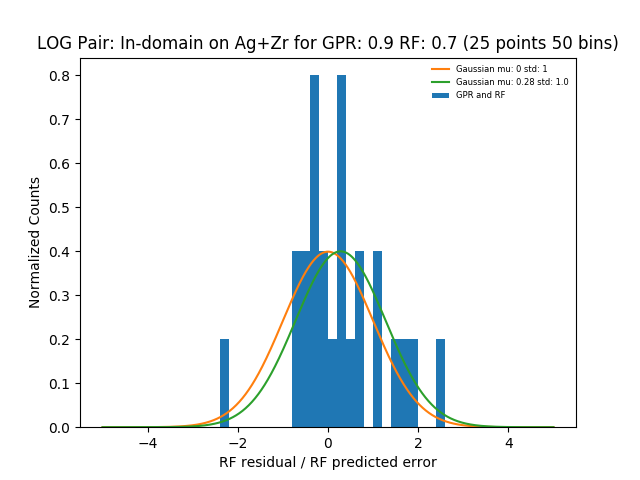 LOG Pair: In-domain on Ag+Zr for GPR: 0.9 RF: 0.7 (25 points 50 bins)
Gaussian mu: 0 std: 1
Gaussian mu: 0.28 std: 1.0
GPR and RF
Normalized Counts
0.8
0.7
0.6
0.5
0.4
0.3
0.2
0.1
0.0
−4 −2 0 2 4
RF residual / RF predicted error